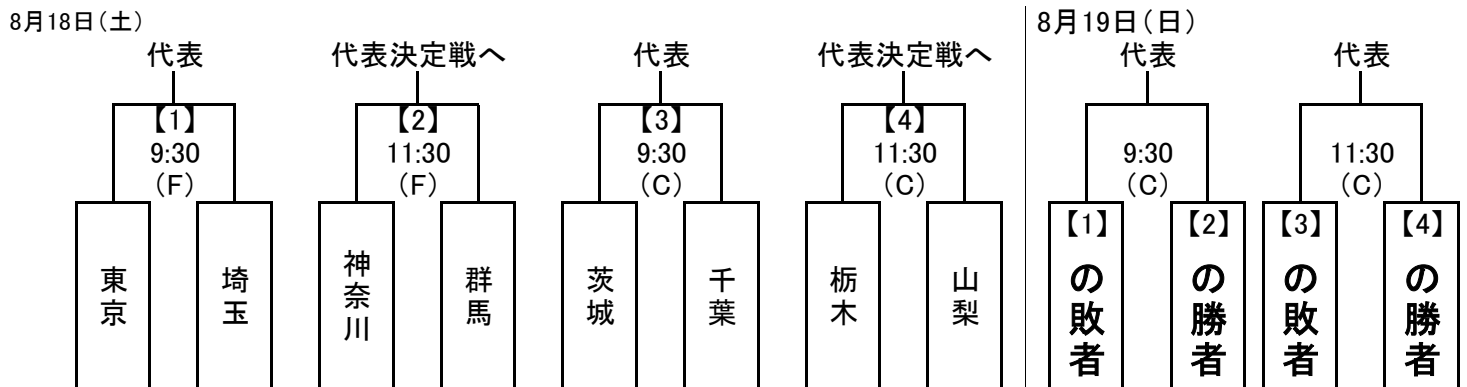 8月18日(土)
代表
代表決定戦へ
代表
代表決定戦へ
【1】
9:30
(F)
【2】
11:30
(F)
【3】
9:30
(C)
【4】
11:30
(C)
東京
埼玉
神奈川
群馬
茨城
千葉
栃木
山梨
8月19日(日)
代表
代表
9:30
(C)
11:30
(C)
【1】の敗者
【2】の勝者
【3】の敗者
【4】の勝者